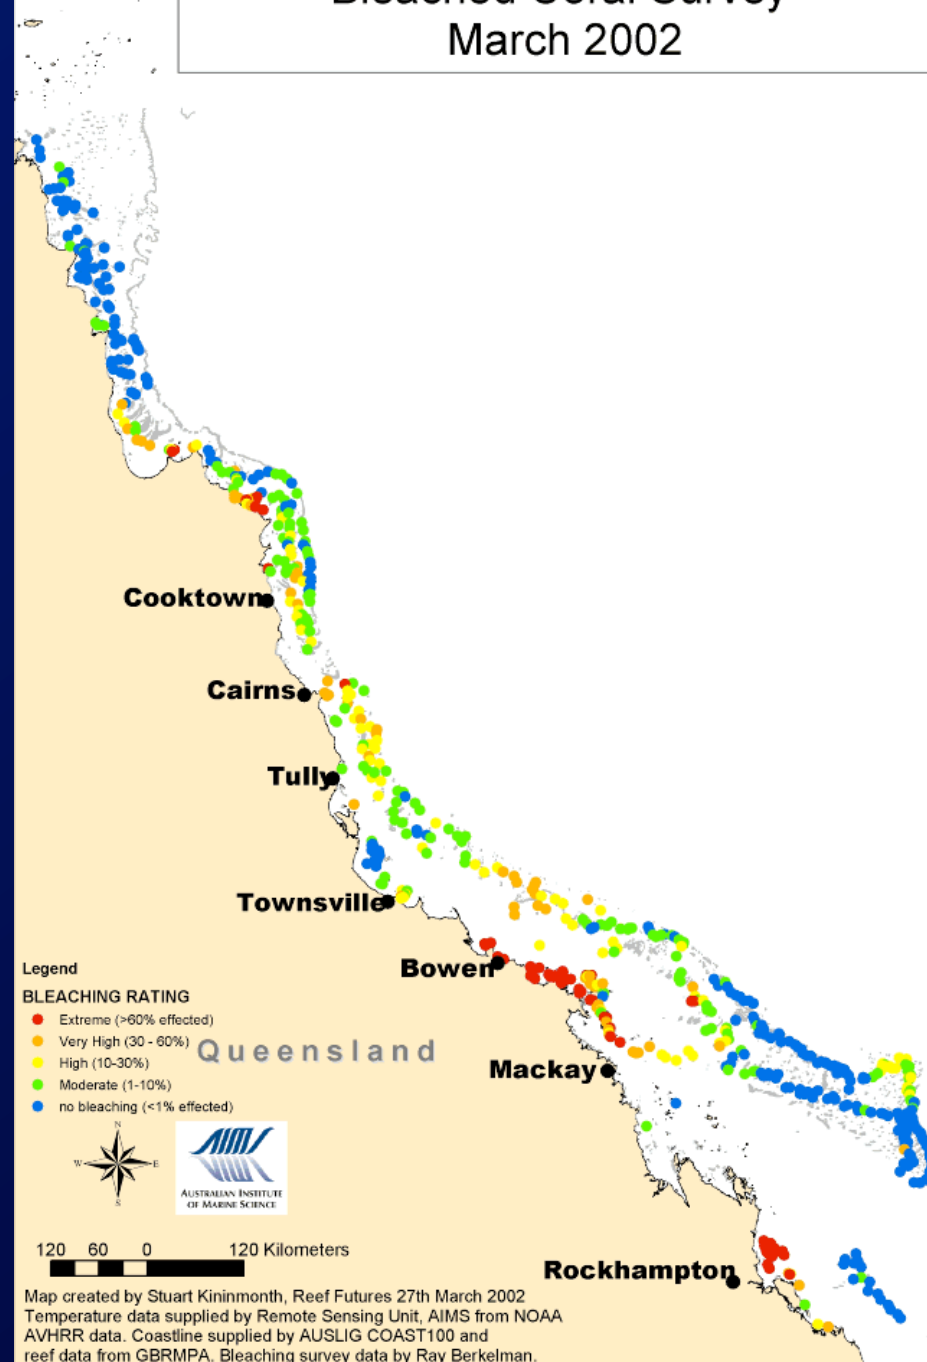 Bleached Coral Survey
March 2002
Cooktown
Cairns
Tully
Townsville
Bowen
Legend
BLEACHING RATING
Extreme (>60% effected)
Very High (30 - 60%)
High (10-30%)
Moderate (1-10%)
no bleaching (<1% effected)
Queensland
Mackay
N
W
E
S
AIMS
AUSTRALIAN INSTITUTE
OF MARINE SCIENCE
120 60 0 120 Kilometers
Rockhampton
Map created by Stuart Kininmonth, Reef Futures 27th March 2002
Temperature data supplied by Remote Sensing Unit, AIMS from NOAA
AVHRR data. Coastline supplied by AUSLIG COAST100 and
reef data from GBRMPA. Bleaching survey data by Ray Berkelman.